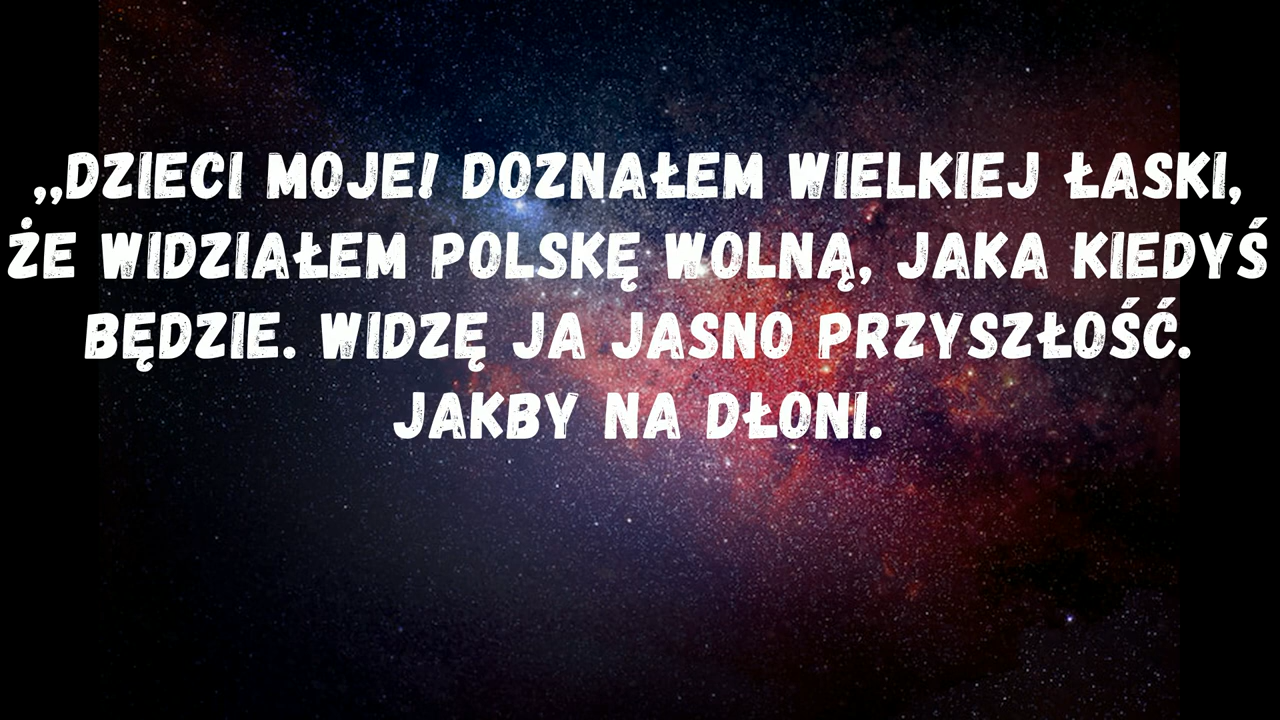 ,,DZIECI MOJE! DOZNAŁEM WIELKIEJ ŁASKI,
ŻE WIDZIAŁEM POLSKĘ WOLNĄ, JAKA KIEDYŚ
BĘDZIE. WIDZĘ JA JASNO PRZYSZŁOŚĆ.
JAKBY NA DŁONI.